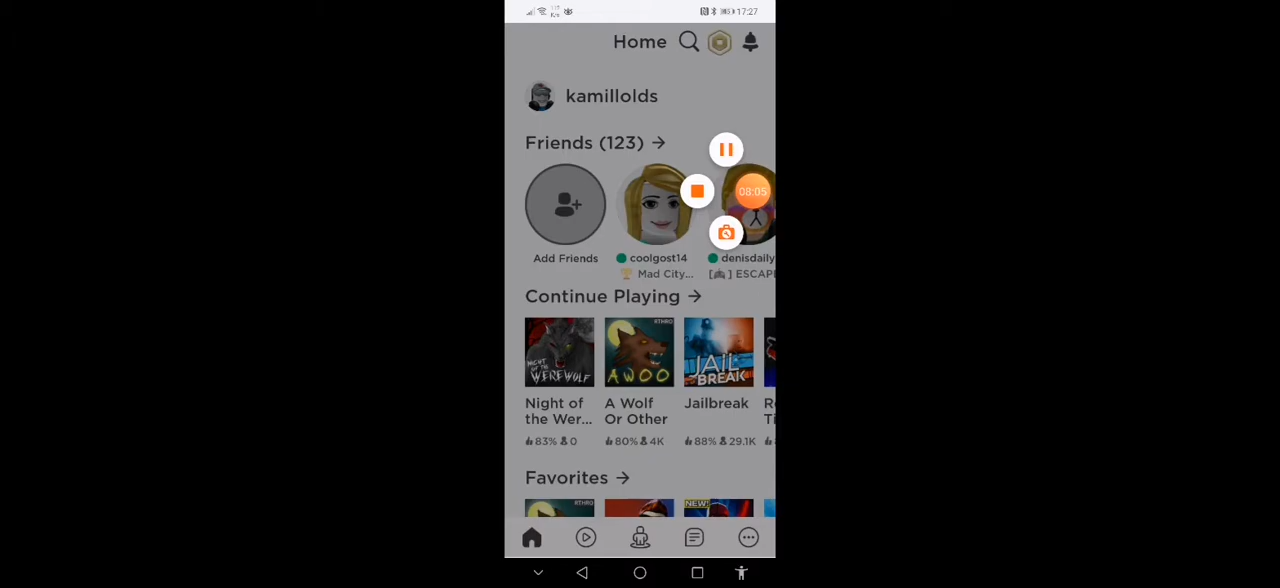 17:27
Home
kamillolds
Friends (123) →
08:05
Add Friends
coolgost14
denisdaily
Mad City...
ESCAPE
Continue Playing →
NIGHT OF THE WEREWOLF
RTHRO
AWOO
JAIL BREAK
Night of the Wer...
A Wolf Or Other
Jailbreak
83% 0
80% 4K
88% 29.1K
Favorites →
RTHRO
NEW!